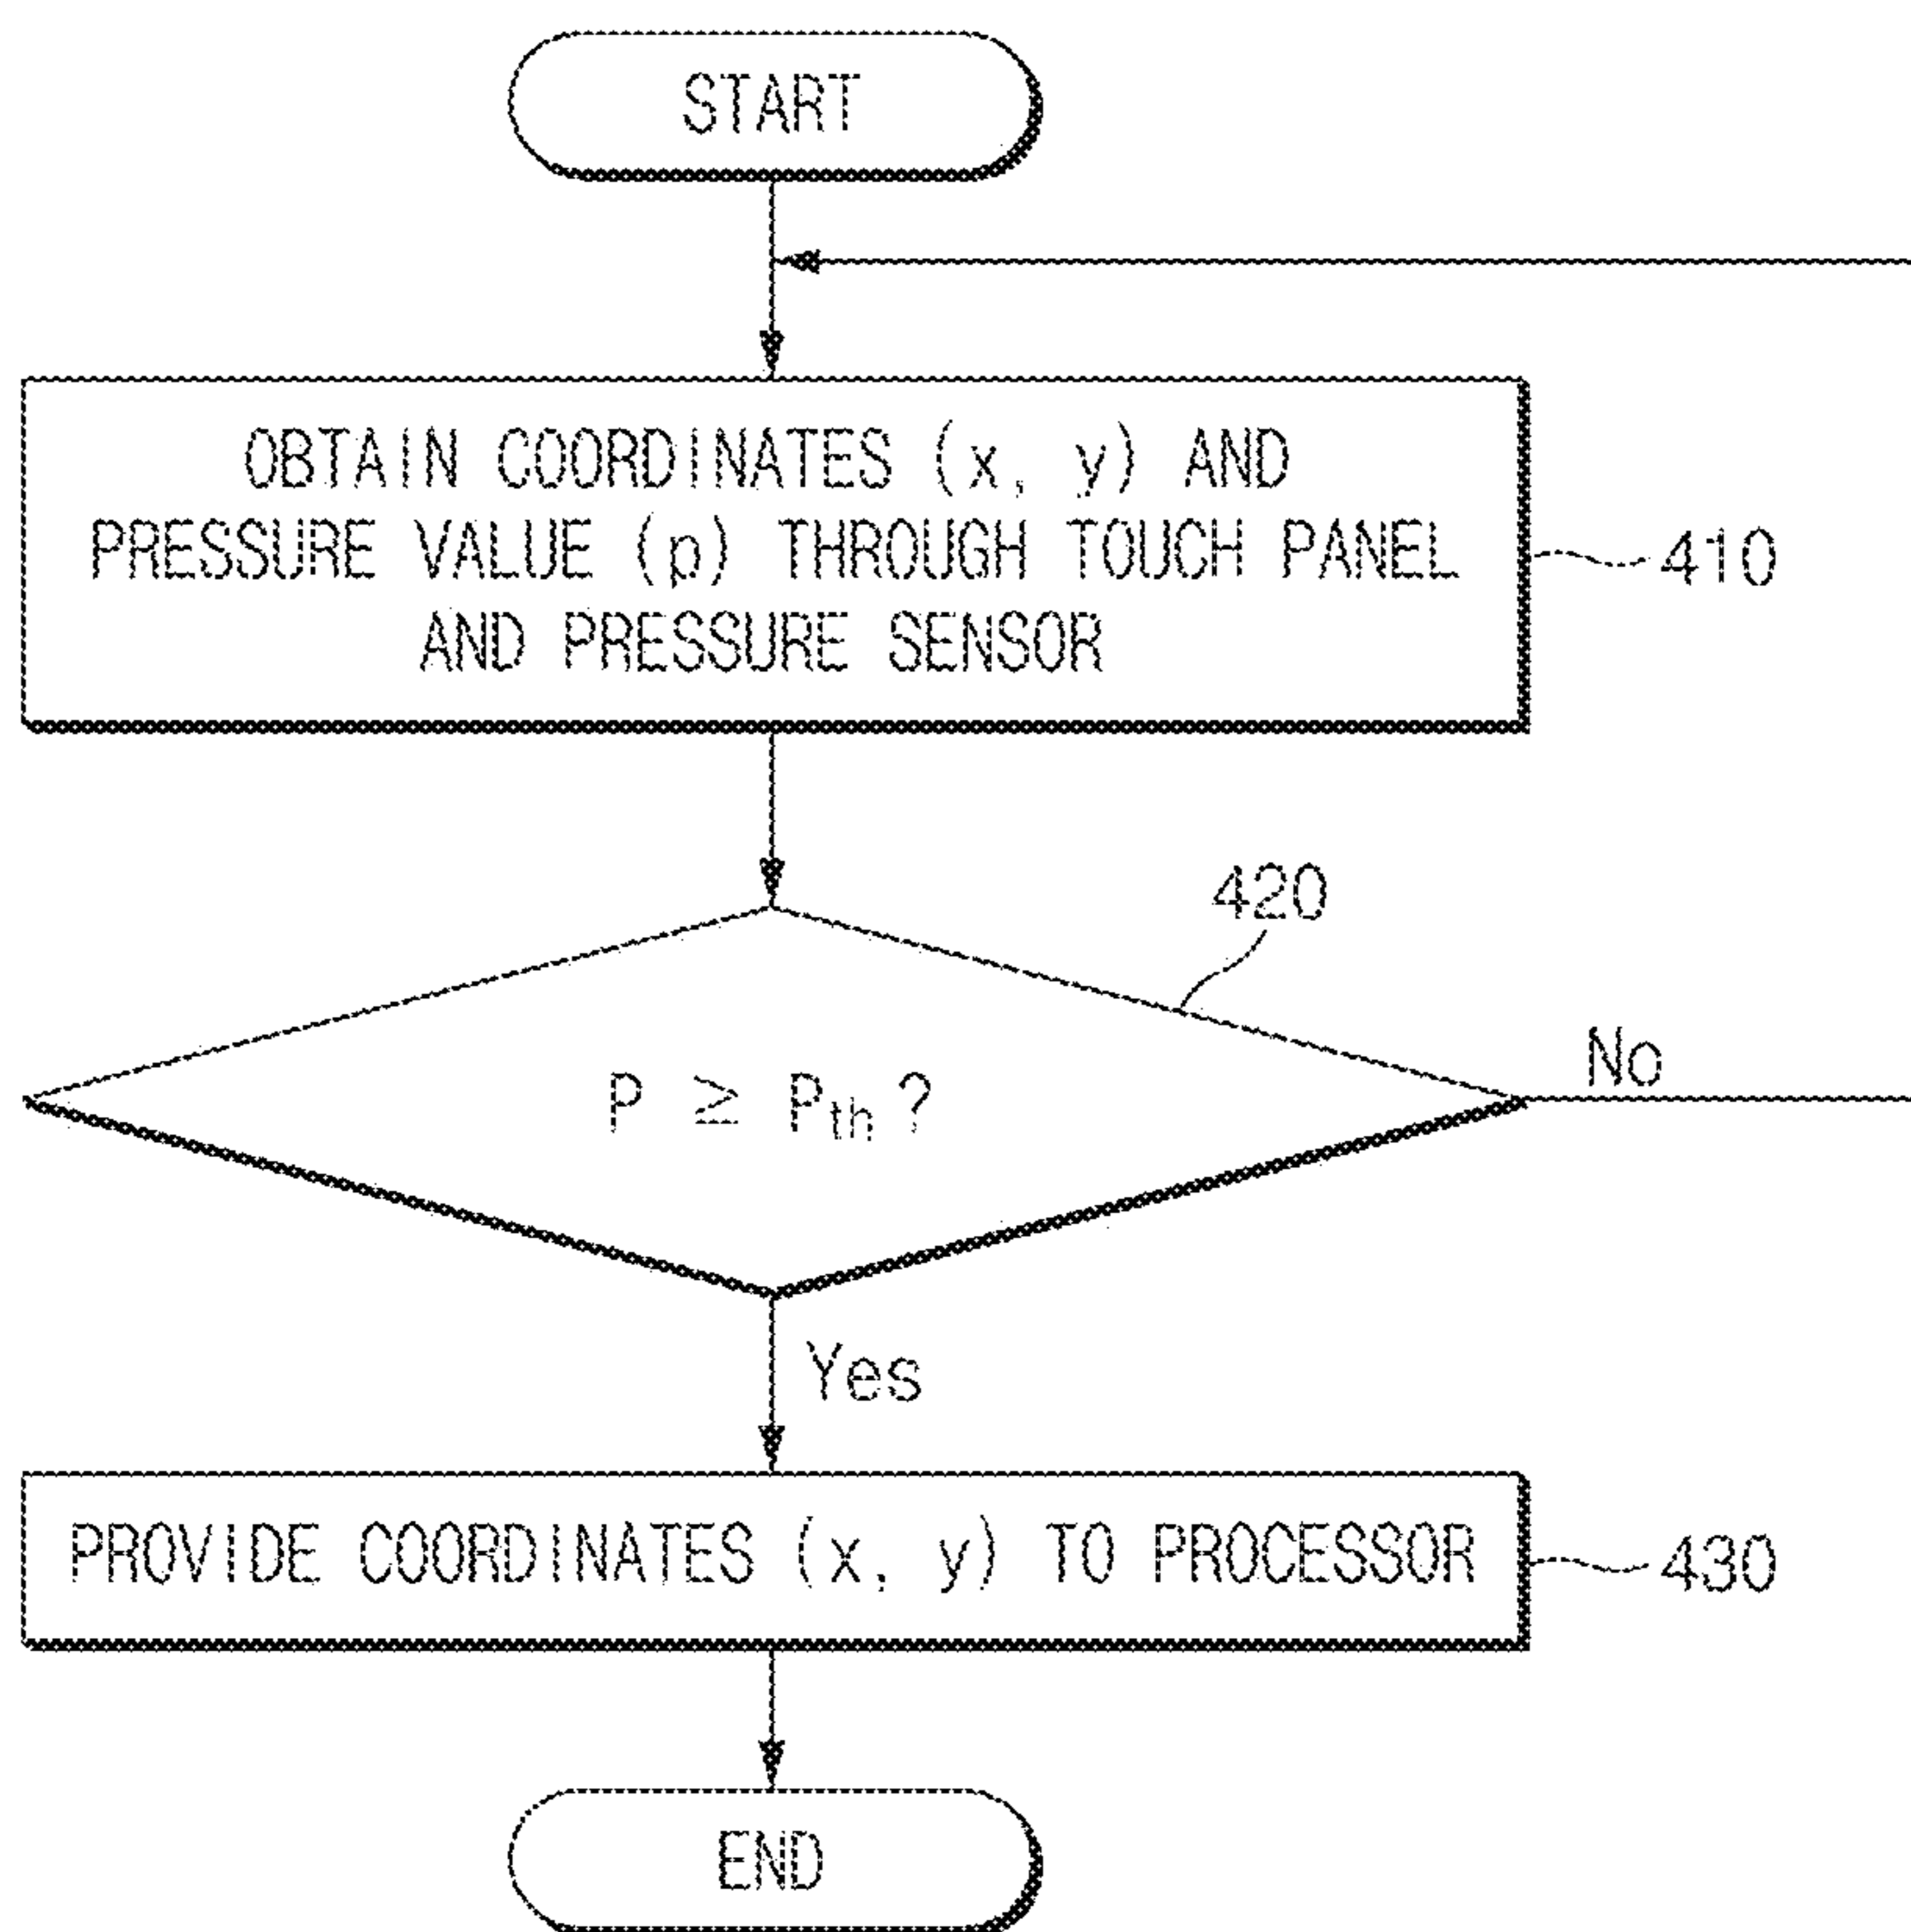 START
OBTAIN COORDINATES (x, y) AND
PRESSURE VALUE (p) THROUGH TOUCH PANEL
AND PRESSURE SENSOR
410
420
P ≥ Pth?
No
Yes
PROVIDE COORDINATES (x, y) TO PROCESSOR
430
END